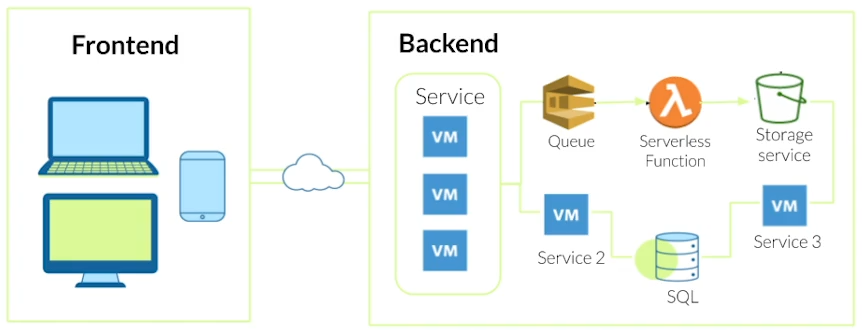 Frontend
Backend
Service
VM
VM
VM
Queue
Serverless
Function
Storage
service
VM
Service 2
SQL
VM
Service 3